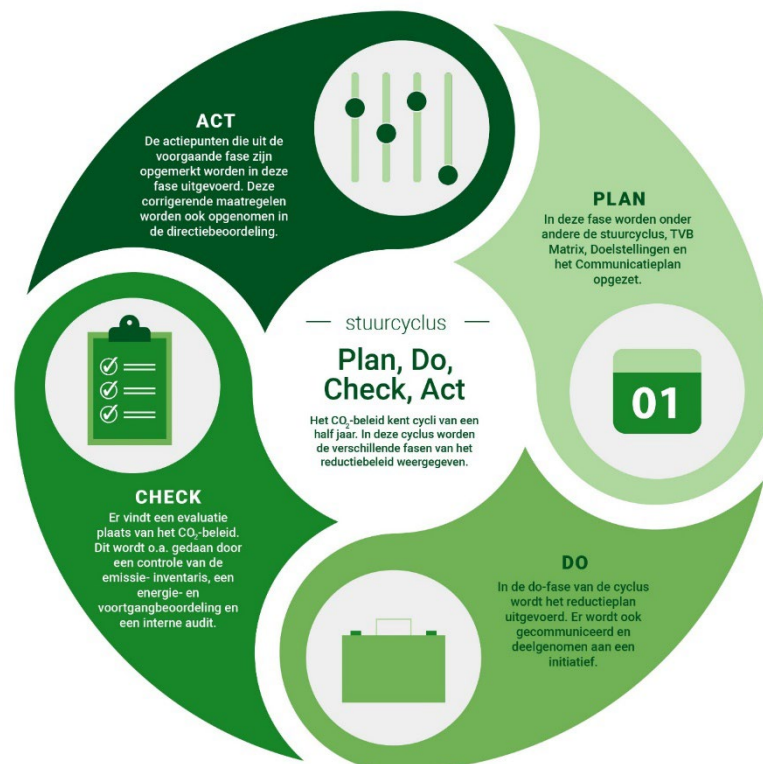 stuurcyclus
Plan, Do,
Check, Act
Het CO₂-beleid kent cycli van een
half jaar. In deze cyclus worden
de verschillende fasen van het
reductiebeleid weergegeven.
PLAN
In deze fase worden onder
andere de stuurcyclus, TVB
Matrix, Doelstellingen en
het Communicatieplan
opgezet.
01
DO
In de do-fase van de cyclus
wordt het reductieplan
uitgevoerd. Er wordt ook
gecommuniceerd en
deelgenomen aan een
initiatief.
CHECK
Er vindt een evaluatie
plaats van het CO₂-beleid.
Dit wordt o.a. gedaan door
een controle van de
emissie- inventaris, een
energie- en
voortgangbeoordeling en
een interne audit.
ACT
De actiepunten die uit de
voorgaande fase zijn
opgemerkt worden in deze
fase uitgevoerd. Deze
corrigerende maatregelen
worden ook opgenomen in
de directiebeoordeling.